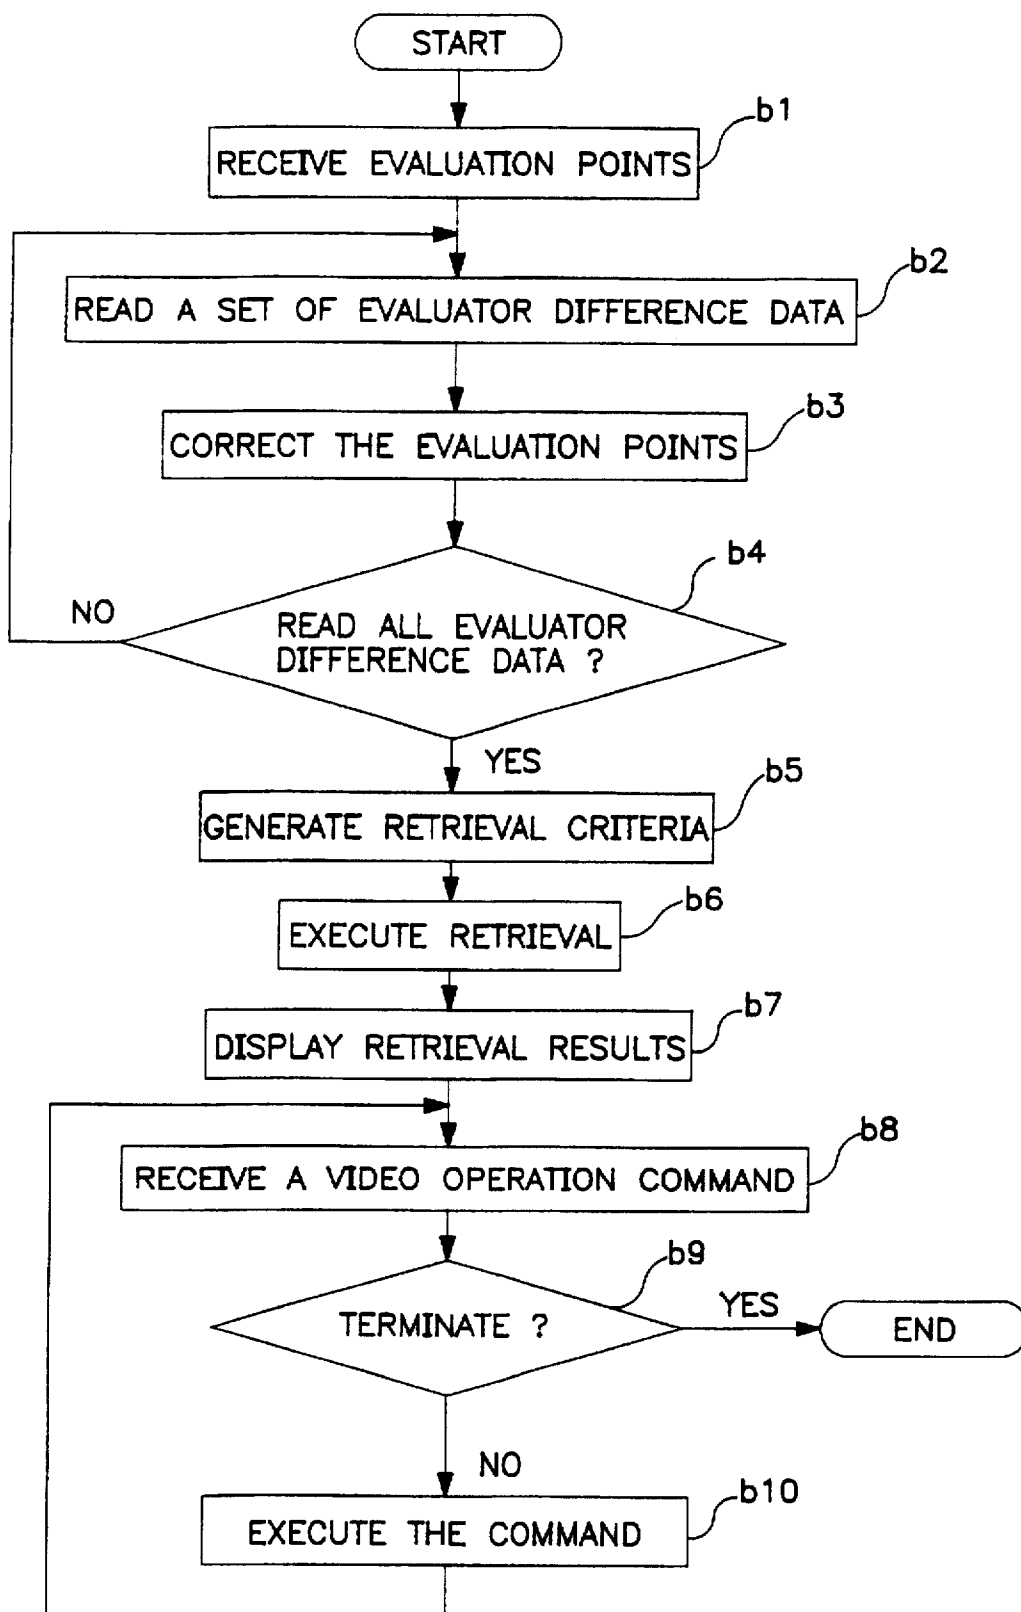 START
b1
RECEIVE EVALUATION POINTS
b2
READ A SET OF EVALUATOR DIFFERENCE DATA
b3
CORRECT THE EVALUATION POINTS
b4
NO
READ ALL EVALUATOR
DIFFERENCE DATA ?
YES
b5
GENERATE RETRIEVAL CRITERIA
b6
EXECUTE RETRIEVAL
b7
DISPLAY RETRIEVAL RESULTS
b8
RECEIVE A VIDEO OPERATION COMMAND
b9
TERMINATE ?
YES
END
NO
b10
EXECUTE THE COMMAND